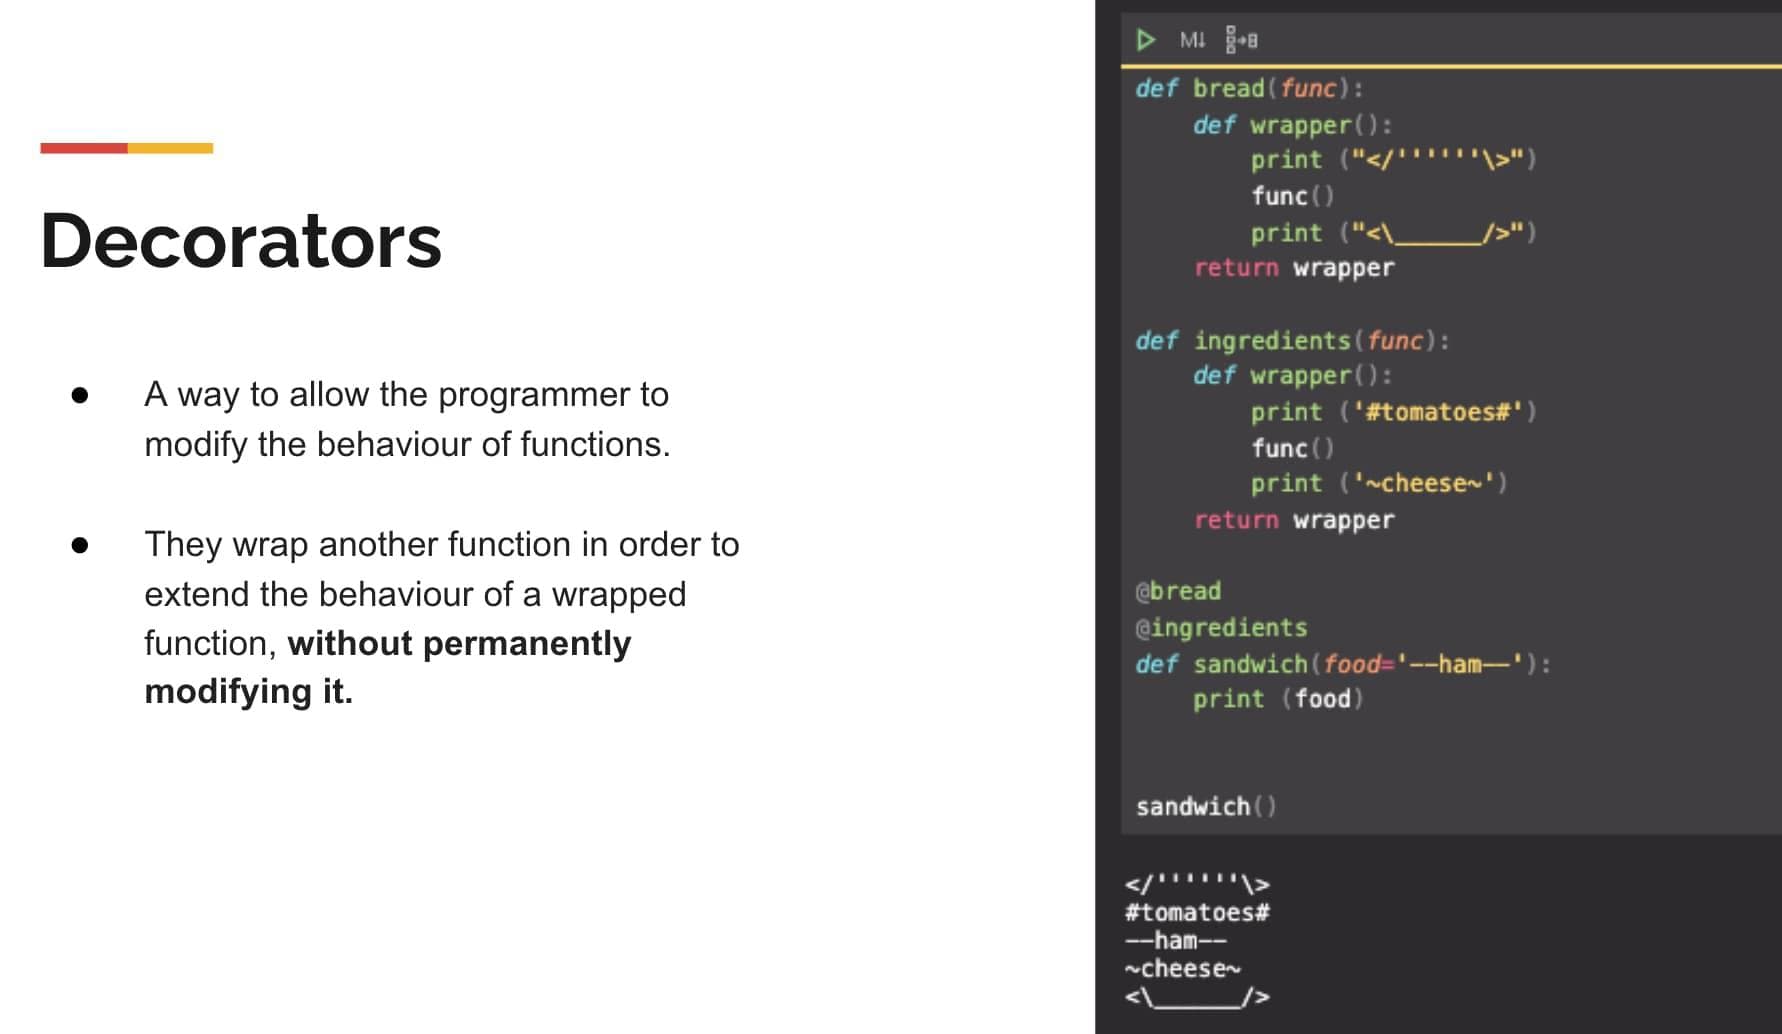 Decorators
● A way to allow the programmer to
modify the behaviour of functions.
● They wrap another function in order to
extend the behaviour of a wrapped
function, without permanently
modifying it.
M↓
def bread(func):
    def wrapper():
        print ("</''''''\>")
        func()
        print ("<\______/>")
    return wrapper
def ingredients(func):
    def wrapper():
        print ('#tomatoes#')
        func()
        print ('~cheese~')
    return wrapper
@bread
@ingredients
def sandwich(food='--ham--'):
    print (food)
sandwich()
</''''''\>
#tomatoes#
--ham--
~cheese~
<\______/>